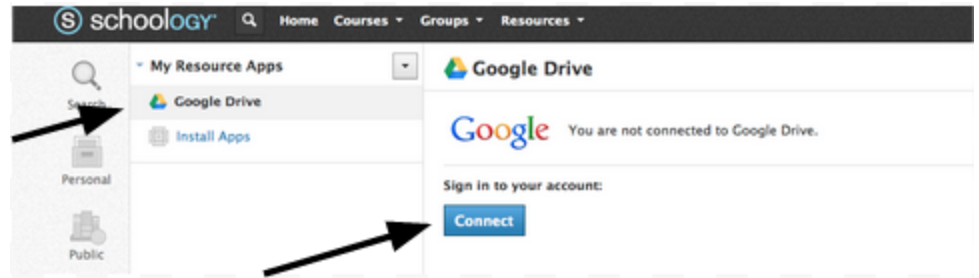 S schoology Home Courses Groups Resources
Search
Personal
Public
My Resource Apps
Google Drive
Install Apps
Google Drive
Google You are not connected to Google Drive.
Sign in to your account:
Connect